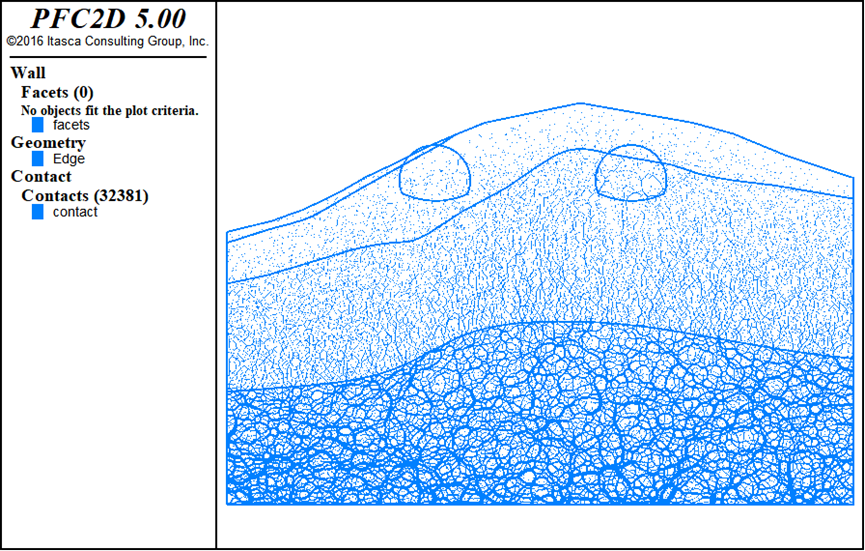 PFC2D 5.00
©2016 Itasca Consulting Group, Inc.
Wall
Facets (0)
No objects fit the plot criteria.
facets
Geometry
Edge
Contact
Contacts (32381)
contact